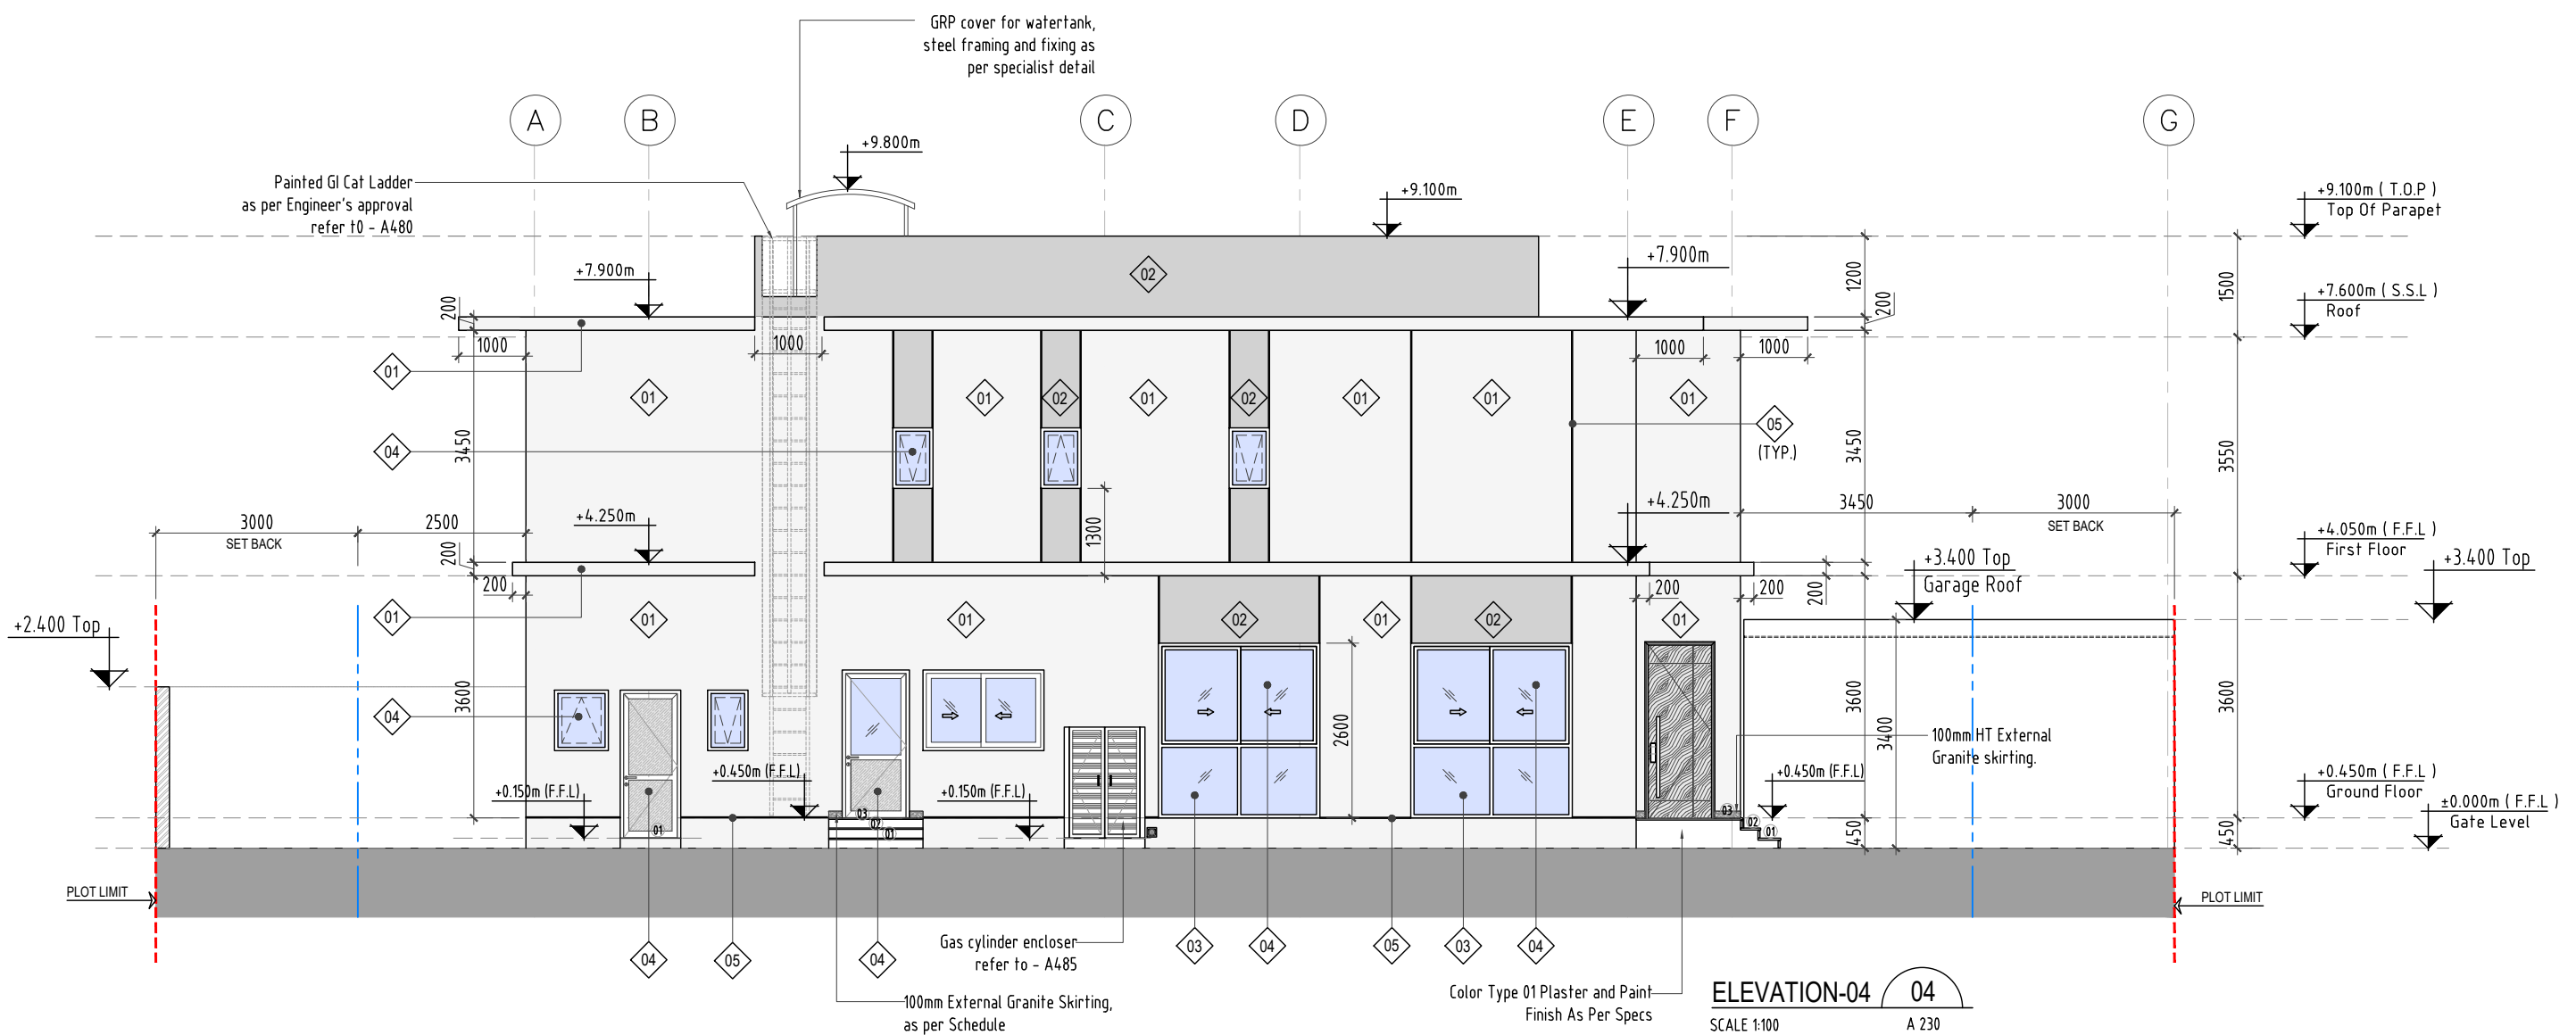 GRP cover for watertank,
steel framing and fixing as
per specialist detail
A
B
C
D
E
F
G
+9.800m
Painted GI Cat Ladder
as per Engineer's approval
refer t0 - A480
+9.100m
+9.100m ( T.O.P )
Top Of Parapet
+7.900m
02
+7.900m
1200
1500
+7.600m ( S.S.L )
Roof
200
200
1000
1000
1000
1000
01
01
01
02
01
02
01
01
01
05
(TYP.)
04
3450
3450
3550
1300
3000
SET BACK
2500
+4.250m
+4.250m
3450
3000
SET BACK
+4.050m ( F.F.L )
First Floor
200
200
200
200
200
+3.400 Top
Garage Roof
+3.400 Top
+2.400 Top
01
01
01
02
01
02
01
04
3600
2600
3600
3400
3600
100mm HT External
Granite skirting.
+0.150m (F.F.L)
+0.450m (F.F.L)
+0.150m (F.F.L)
+0.450m (F.F.L)
+0.450m ( F.F.L )
Ground Floor
±0.000m ( F.F.L )
Gate Level
01
03
02
01
03
02
01
450
450
PLOT LIMIT
PLOT LIMIT
04
05
04
Gas cylinder encloser
refer to - A485
03
04
05
03
04
100mm External Granite Skirting,
as per Schedule
Color Type 01 Plaster and Paint
Finish As Per Specs
ELEVATION-04
04
SCALE 1:100
A 230